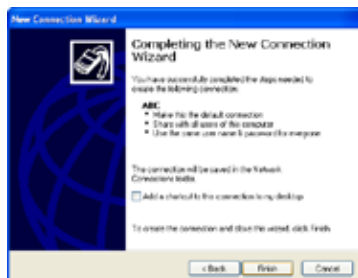 New Connection Wizard
Completing the New Connection
Wizard
You have successfully completed the steps needed to
create the following connection:
ABC
• Make this the default connection
• Share with all users of this computer
• Use the same user name & password for everyone
The connection will be saved in the Network
Connections folder.
Add a shortcut to this connection to my desktop
To create the connection and close this wizard, click Finish.
< Back
Finish
Cancel